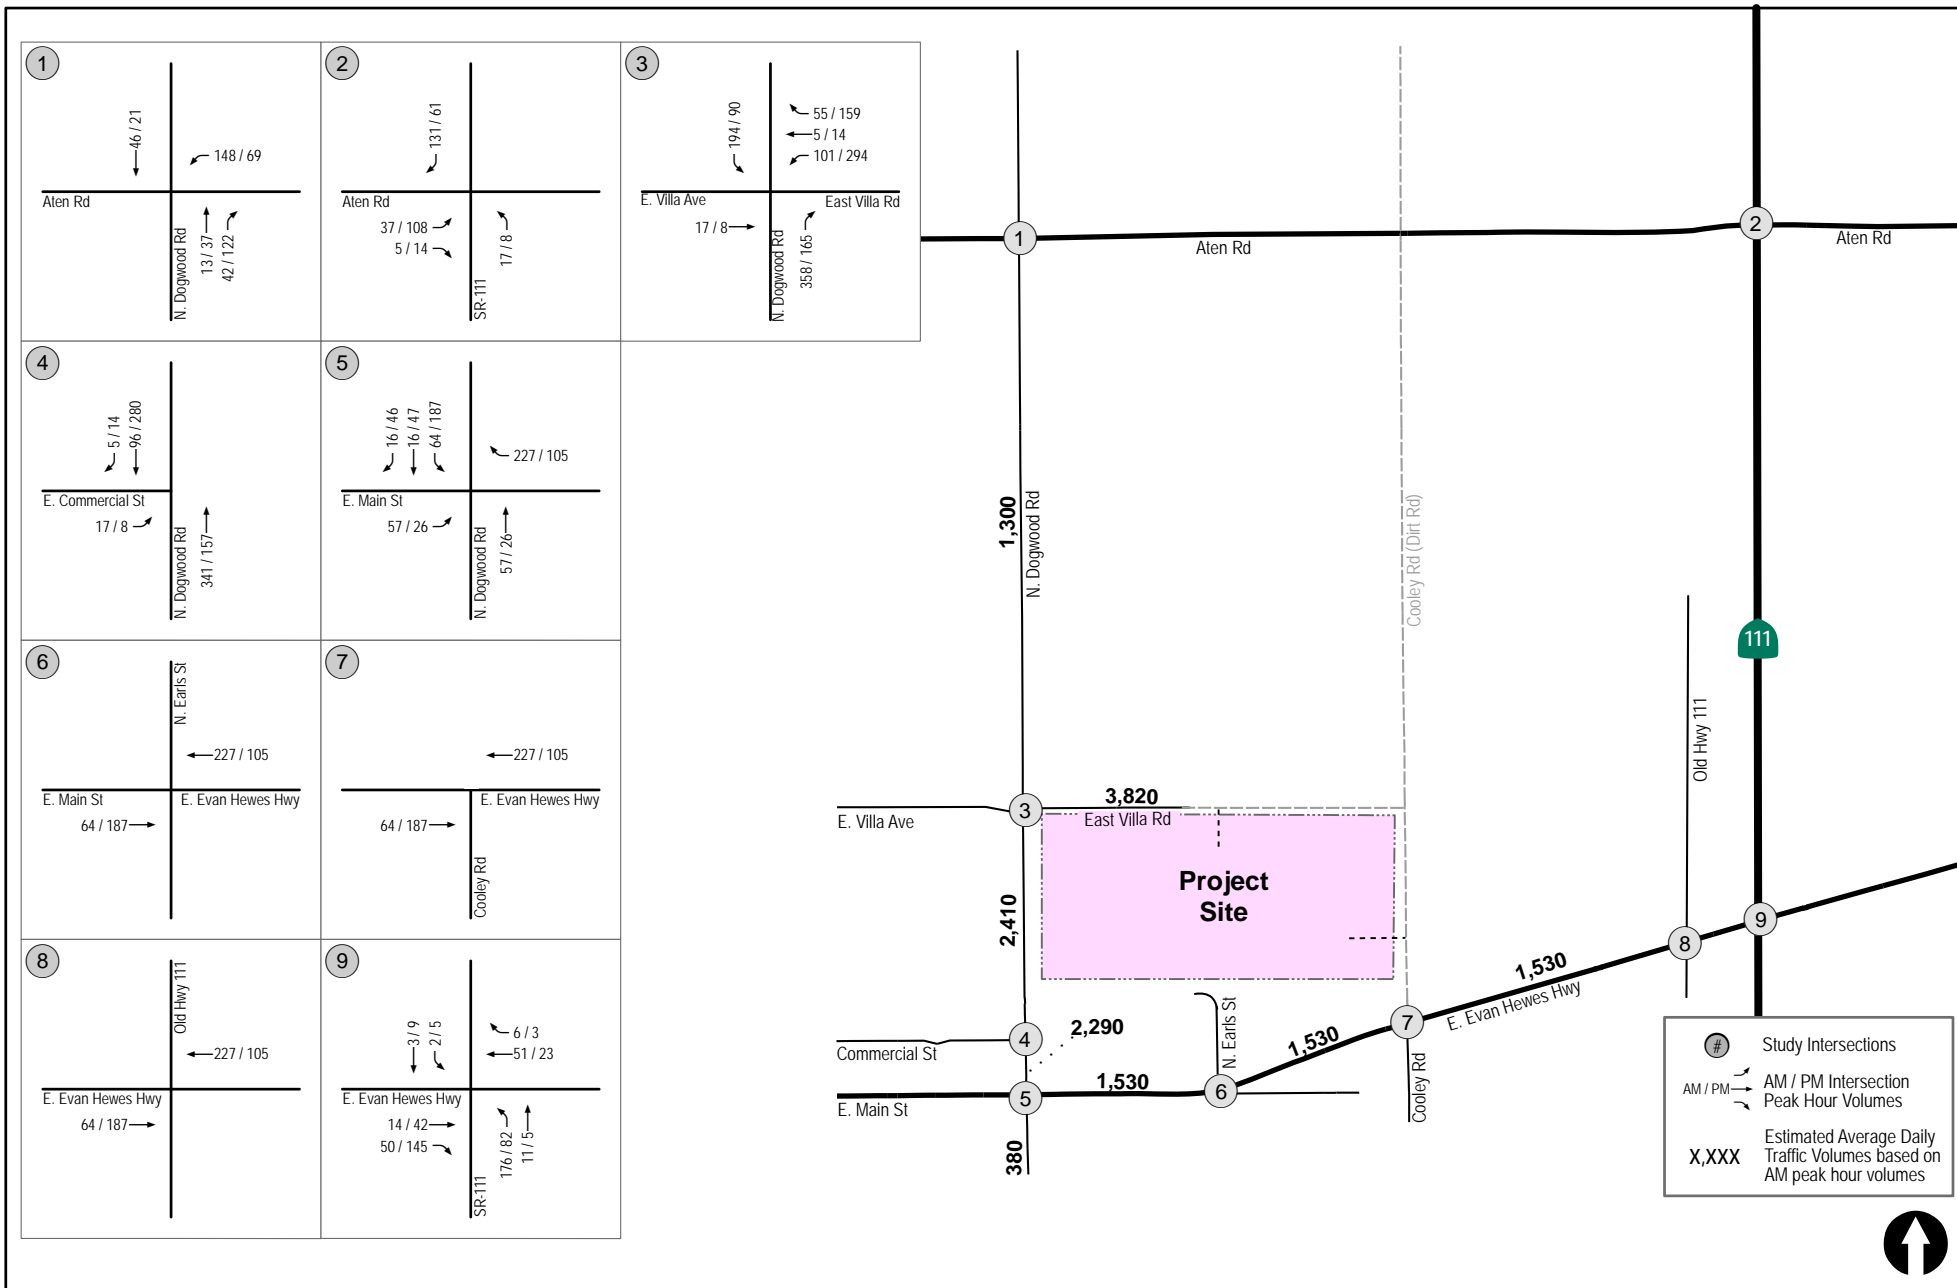 1
46 / 21
148 / 69
Aten Rd
N. Dogwood Rd
13 / 37
42 / 122
2
131 / 61
Aten Rd
37 / 108
5 / 14
17 / 8
SR-111
3
194 / 90
55 / 159
5 / 14
101 / 294
E. Villa Ave
East Villa Rd
17 / 8
N. Dogwood Rd
358 / 165
4
5 / 14
96 / 280
E. Commercial St
17 / 8
N. Dogwood Rd
341 / 157
5
16 / 46
16 / 47
64 / 187
227 / 105
E. Main St
57 / 26
N. Dogwood Rd
57 / 26
6
N. Earls St
227 / 105
E. Main St
E. Evan Hewes Hwy
64 / 187
7
227 / 105
E. Evan Hewes Hwy
64 / 187
Cooley Rd
8
Old Hwy 111
227 / 105
E. Evan Hewes Hwy
64 / 187
9
3 / 9
2 / 5
6 / 3
51 / 23
E. Evan Hewes Hwy
14 / 42
50 / 145
176 / 82
11 / 5
SR-111
1
Aten Rd
2
Aten Rd
1,300
N. Dogwood Rd
Cooley Rd (Dirt Rd)
111
Old Hwy 111
3
3,820
E. Villa Ave
East Villa Rd
Project
Site
2,410
9
8
1,530
E. Evan Hewes Hwy
7
N. Earls St
4
2,290
Commercial St
1,530
1,530
5
6
E. Main St
Cooley Rd
380
#
Study Intersections
AM / PM
AM / PM Intersection
Peak Hour Volumes
X,XXX
Estimated Average Daily
Traffic Volumes based on
AM peak hour volumes